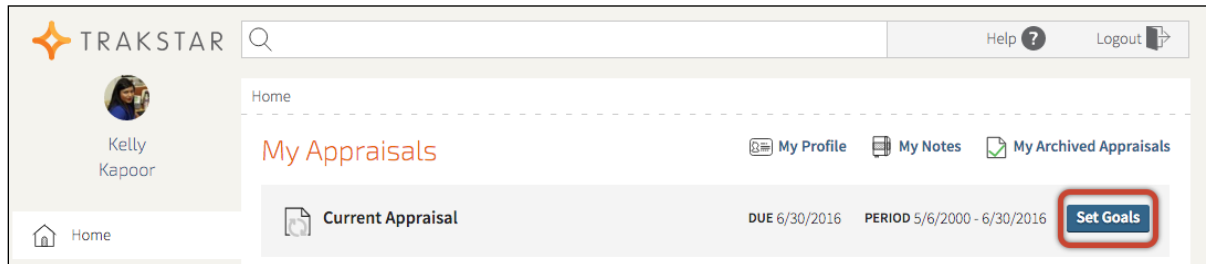 TRAKSTAR
Help ? Logout
Kelly
Kapoor
Home
My Appraisals
My Profile My Notes My Archived Appraisals
Current Appraisal DUE 6/30/2016 PERIOD 5/6/2000 - 6/30/2016 Set Goals
Home